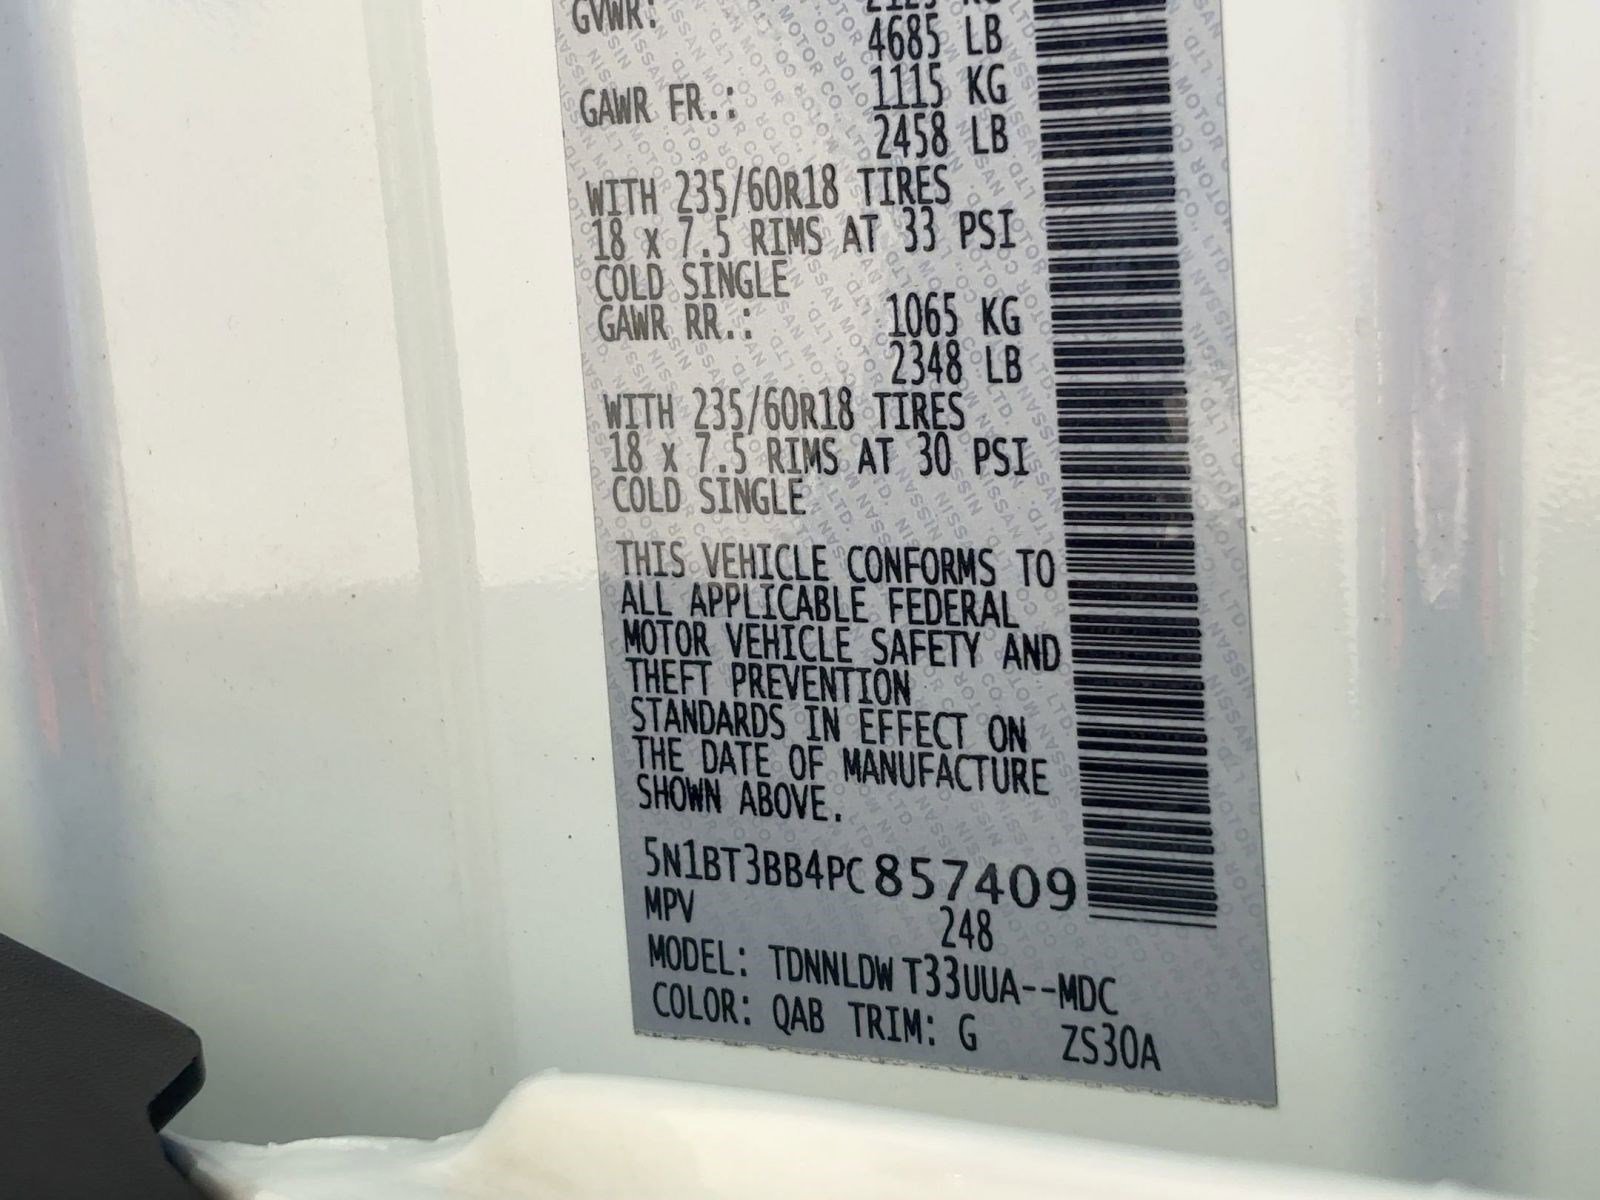 GVWR:
4685 LB
GAWR FR.: 1115 KG
2458 LB
WITH 235/60R18 TIRES
18 x 7.5 RIMS AT 33 PSI
COLD SINGLE
GAWR RR.: 1065 KG
2348 LB
WITH 235/60R18 TIRES
18 x 7.5 RIMS AT 30 PSI
COLD SINGLE
THIS VEHICLE CONFORMS TO
ALL APPLICABLE FEDERAL
MOTOR VEHICLE SAFETY AND
THEFT PREVENTION
STANDARDS IN EFFECT ON
THE DATE OF MANUFACTURE
SHOWN ABOVE.
5N1BT3BB4PC857409
MPV 248
MODEL: TDNNLDW T33UUA--MDC
COLOR: QAB TRIM: G ZS30A